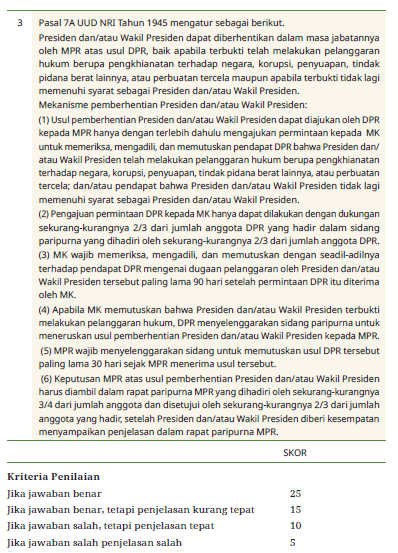 3 Pasal 7A UUD NRI Tahun 1945 mengatur sebagai berikut.
Presiden dan/atau Wakil Presiden dapat diberhentikan dalam masa jabatannya
oleh MPR atas usul DPR, baik apabila terbukti telah melakukan pelanggaran
hukum berupa pengkhianatan terhadap negara, korupsi, penyuapan, tindak
pidana berat lainnya, atau perbuatan tercela maupun apabila terbukti tidak lagi
memenuhi syarat sebagai Presiden dan/atau Wakil Presiden.
Mekanisme pemberhentian Presiden dan/atau Wakil Presiden:
(1) Usul pemberhentian Presiden dan/atau Wakil Presiden dapat diajukan oleh DPR
kepada MPR hanya dengan terlebih dahulu mengajukan permintaan kepada MK
untuk memeriksa, mengadili, dan memutuskan pendapat DPR bahwa Presiden dan/
atau Wakil Presiden telah melakukan pelanggaran hukum berupa pengkhianatan
terhadap negara, korupsi, penyuapan, tindak pidana berat lainnya, atau perbuatan
tercela; dan/atau pendapat bahwa Presiden dan/atau Wakil Presiden tidak lagi
memenuhi syarat sebagai Presiden dan/atau Wakil Presiden.
(2) Pengajuan permintaan DPR kepada MK hanya dapat dilakukan dengan dukungan
sekurang-kurangnya 2/3 dari jumlah anggota DPR yang hadir dalam sidang
paripurna yang dihadiri oleh sekurang-kurangnya 2/3 dari jumlah anggota DPR.
(3) MK wajib memeriksa, mengadili, dan memutuskan dengan seadil-adilnya
terhadap pendapat DPR mengenai dugaan pelanggaran oleh Presiden dan/atau
Wakil Presiden tersebut paling lama 90 hari setelah permintaan DPR itu diterima
oleh MK.
(4) Apabila MK memutuskan bahwa Presiden dan/atau Wakil Presiden terbukti
melakukan pelanggaran hukum, DPR menyelenggarakan sidang paripurna untuk
meneruskan usul pemberhentian Presiden dan/atau Wakil Presiden kepada MPR.
(5) MPR wajib menyelenggarakan sidang untuk memutuskan usul DPR tersebut
paling lama 30 hari sejak MPR menerima usul tersebut.
(6) Keputusan MPR atas usul pemberhentian Presiden dan/atau Wakil Presiden
harus diambil dalam rapat paripurna MPR yang dihadiri oleh sekurang-kurangnya
3/4 dari jumlah anggota dan disetujui oleh sekurang-kurangnya 2/3 dari jumlah
anggota yang hadir, setelah Presiden dan/atau Wakil Presiden diberi kesempatan
menyampaikan penjelasan dalam rapat paripurna MPR.
SKOR
Kriteria Penilaian
Jika jawaban benar 25
Jika jawaban benar, tetapi penjelasan kurang tepat 15
Jika jawaban salah, tetapi penjelasan tepat 10
Jika jawaban salah penjelasan salah 5